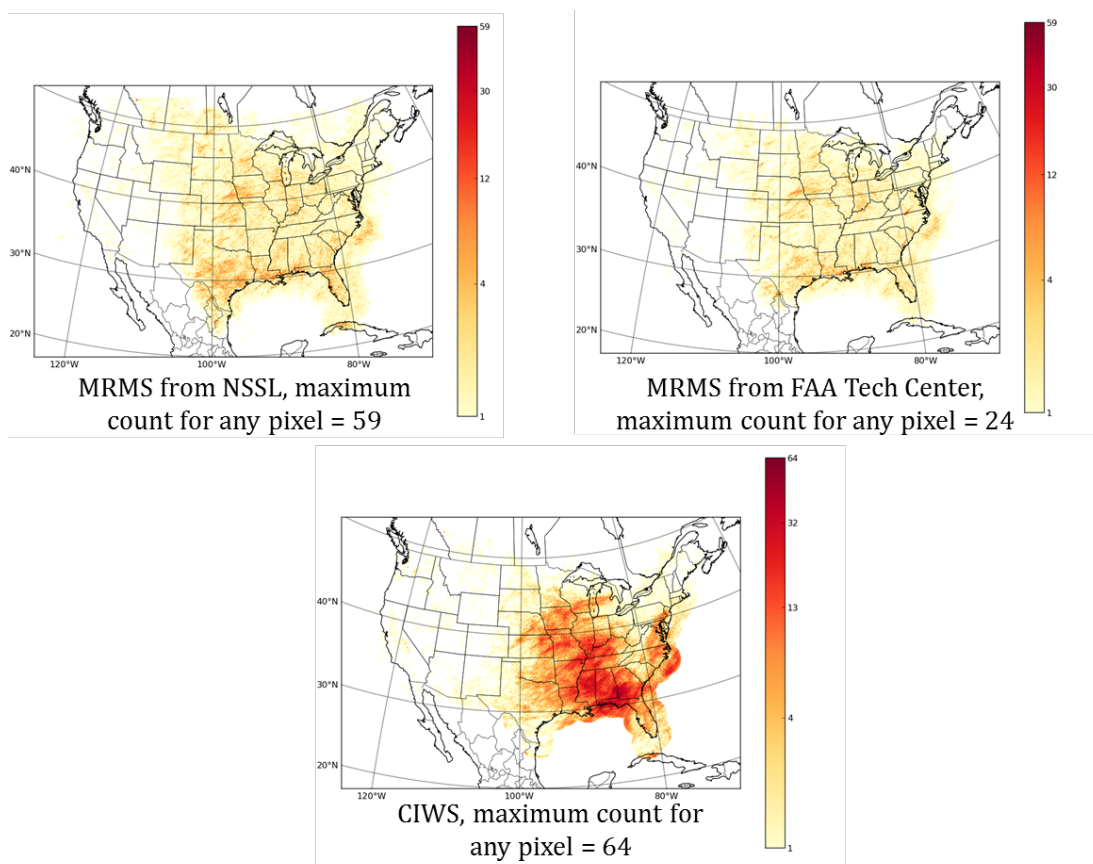 59
30
12
4
1
40°N
30°N
20°N
120°W
100°W
80°W
MRMS from NSSL, maximum
count for any pixel = 59
59
30
12
4
1
40°N
30°N
20°N
120°W
100°W
80°W
MRMS from FAA Tech Center,
maximum count for any pixel = 24
64
32
13
4
1
40°N
30°N
20°N
120°W
100°W
80°W
CIWS, maximum count for
any pixel = 64